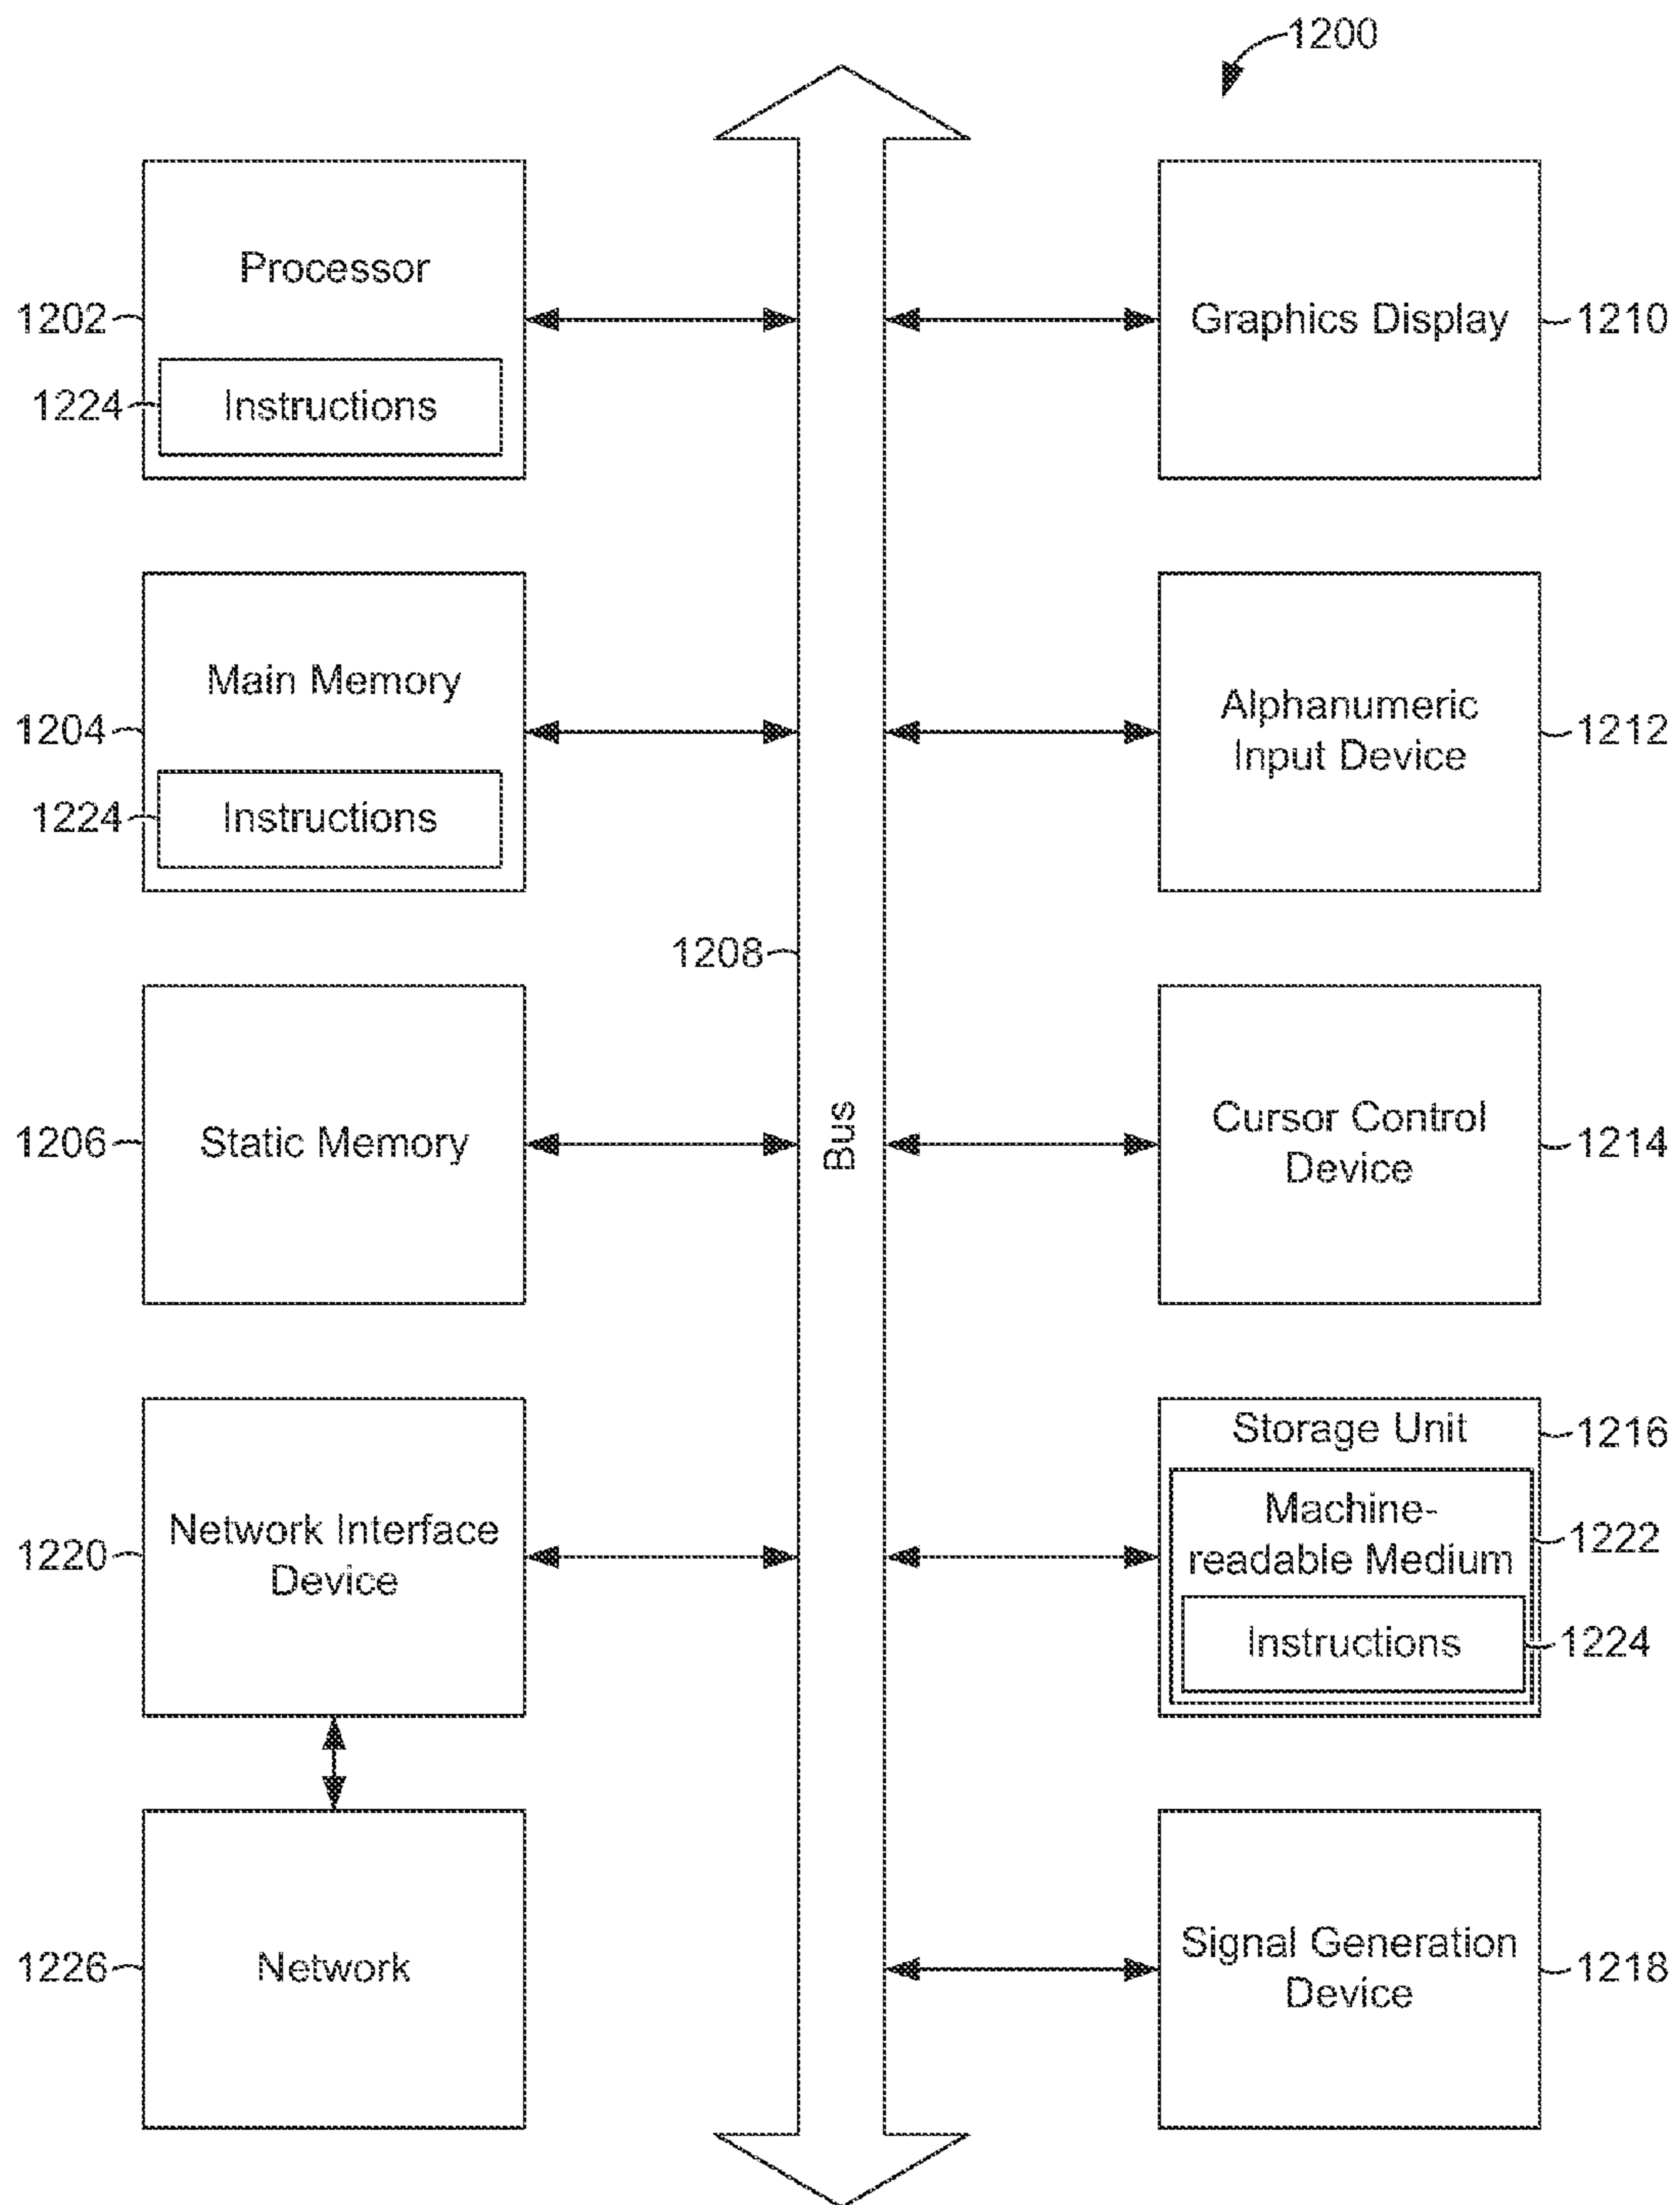 1200
Processor
1202
1224
Instructions
Graphics Display
1210
Main Memory
1204
1224
Instructions
Alphanumeric
Input Device
1212
1208
Bus
Static Memory
1206
Cursor Control
Device
1214
Network Interface
Device
1220
Storage Unit
1216
Machine-
readable Medium
1222
Instructions
1224
Network
1226
Signal Generation
Device
1218